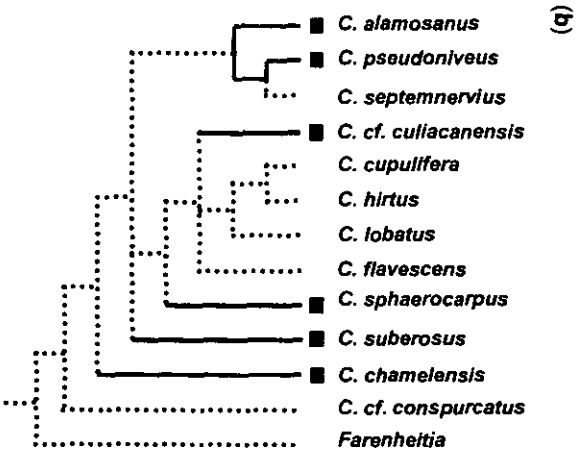 (b)
C. alamosanus
C. pseudoniveus
C. septemnervius
C. cf. culiacanensis
C. cupulifera
C. hirtus
C. lobatus
C. flavescens
C. sphaerocarpus
C. suberosus
C. chamelensis
C. cf. conspurcatus
Farenheitia